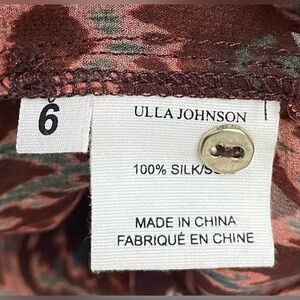 6
ULLA JOHNSON
100% SILK/
MADE IN CHINA
FABRIQUÉ EN CHINE